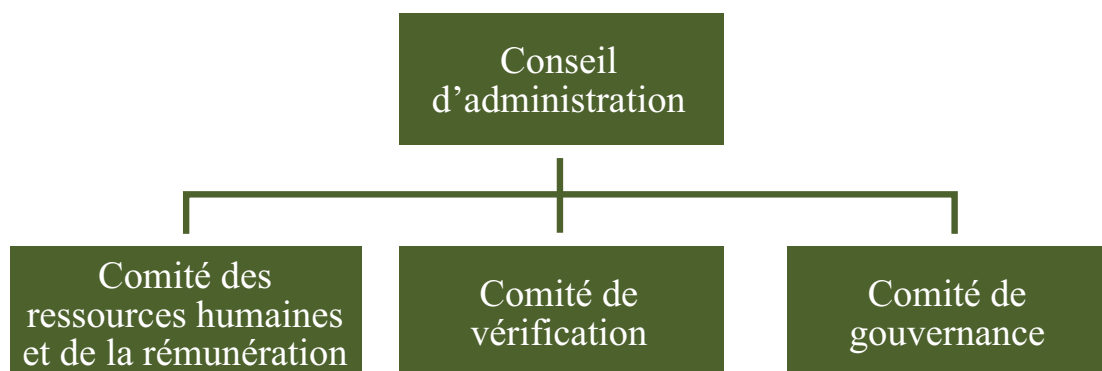 Conseil
d’administration
Comité des
ressources humaines
et de la rémunération
Comité de
vérification
Comité de
gouvernance